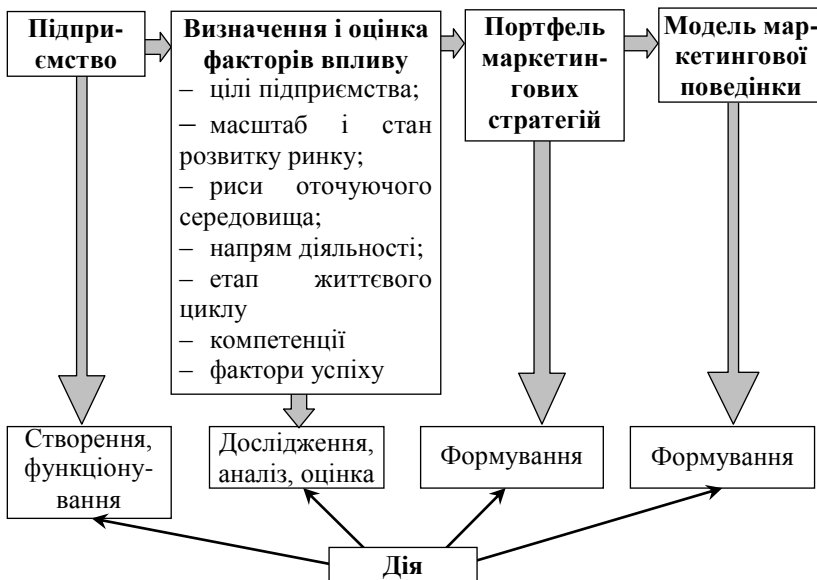 Підпри-
ємство
Визначення і оцінка
факторів впливу
– цілі підприємства;
– масштаб і стан
розвитку ринку;
– риси оточуючого
середовища;
– напрям діяльності;
– етап життєвого
циклу
– компетенції
– фактори успіху
Портфель
маркетин-
гових
стратегій
Модель мар-
кетингової
поведінки
Створення,
функціону-
вання
Дослідження,
аналіз, оцінка
Формування
Формування
Дія